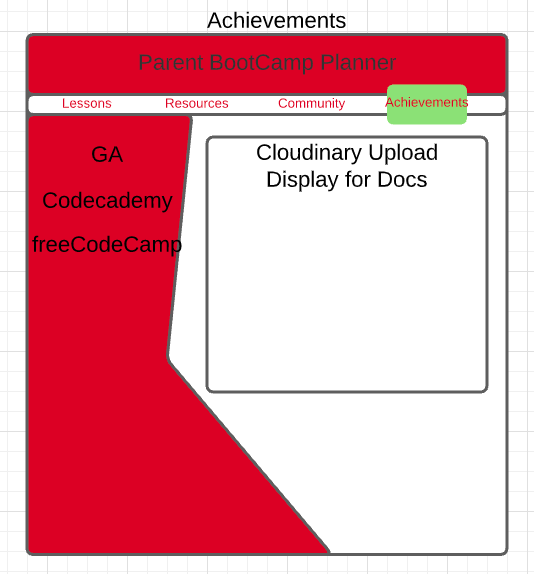 Achievements
Parent BootCamp Planner
Lessons Resources Community Achievements
GA
Codecademy
freeCodeCamp
Cloudinary Upload
Display for Docs